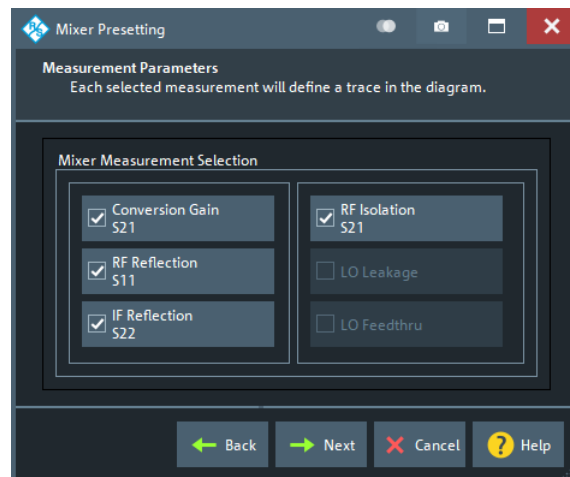 Mixer Presetting
Measurement Parameters
Each selected measurement will define a trace in the diagram.
Mixer Measurement Selection
Conversion Gain
S21
RF Reflection
S11
IF Reflection
S22
RF Isolation
S21
LO Leakage
LO Feedthru
Back
Next
Cancel
? Help